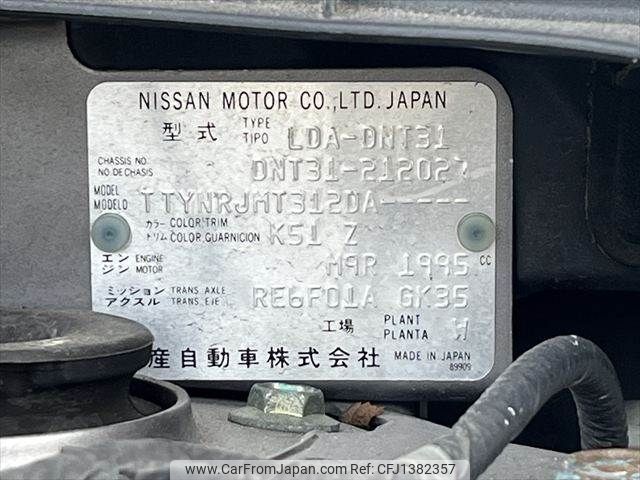 NISSAN MOTOR CO.,LTD. JAPAN
型式 TYPE TIPO LDA-DNT31
CHASSIS NO. NO. DE CHASIS DNT31-212027
MODEL MODELO TTYNRJMT312DA-----
カラー トリム COLOR,TRIM COLOR, GUARNICION K51 Z
エンジン ENGINE MOTOR M9R 1995 CC
ミッション アクスル TRANS. AXLE TRANS. EJE RE6F01A GK35
工場 PLANT PLANTA W
産自動車株式会社 MADE IN JAPAN
89909
www.CarFromJapan.com Ref-No: CFJ1382357